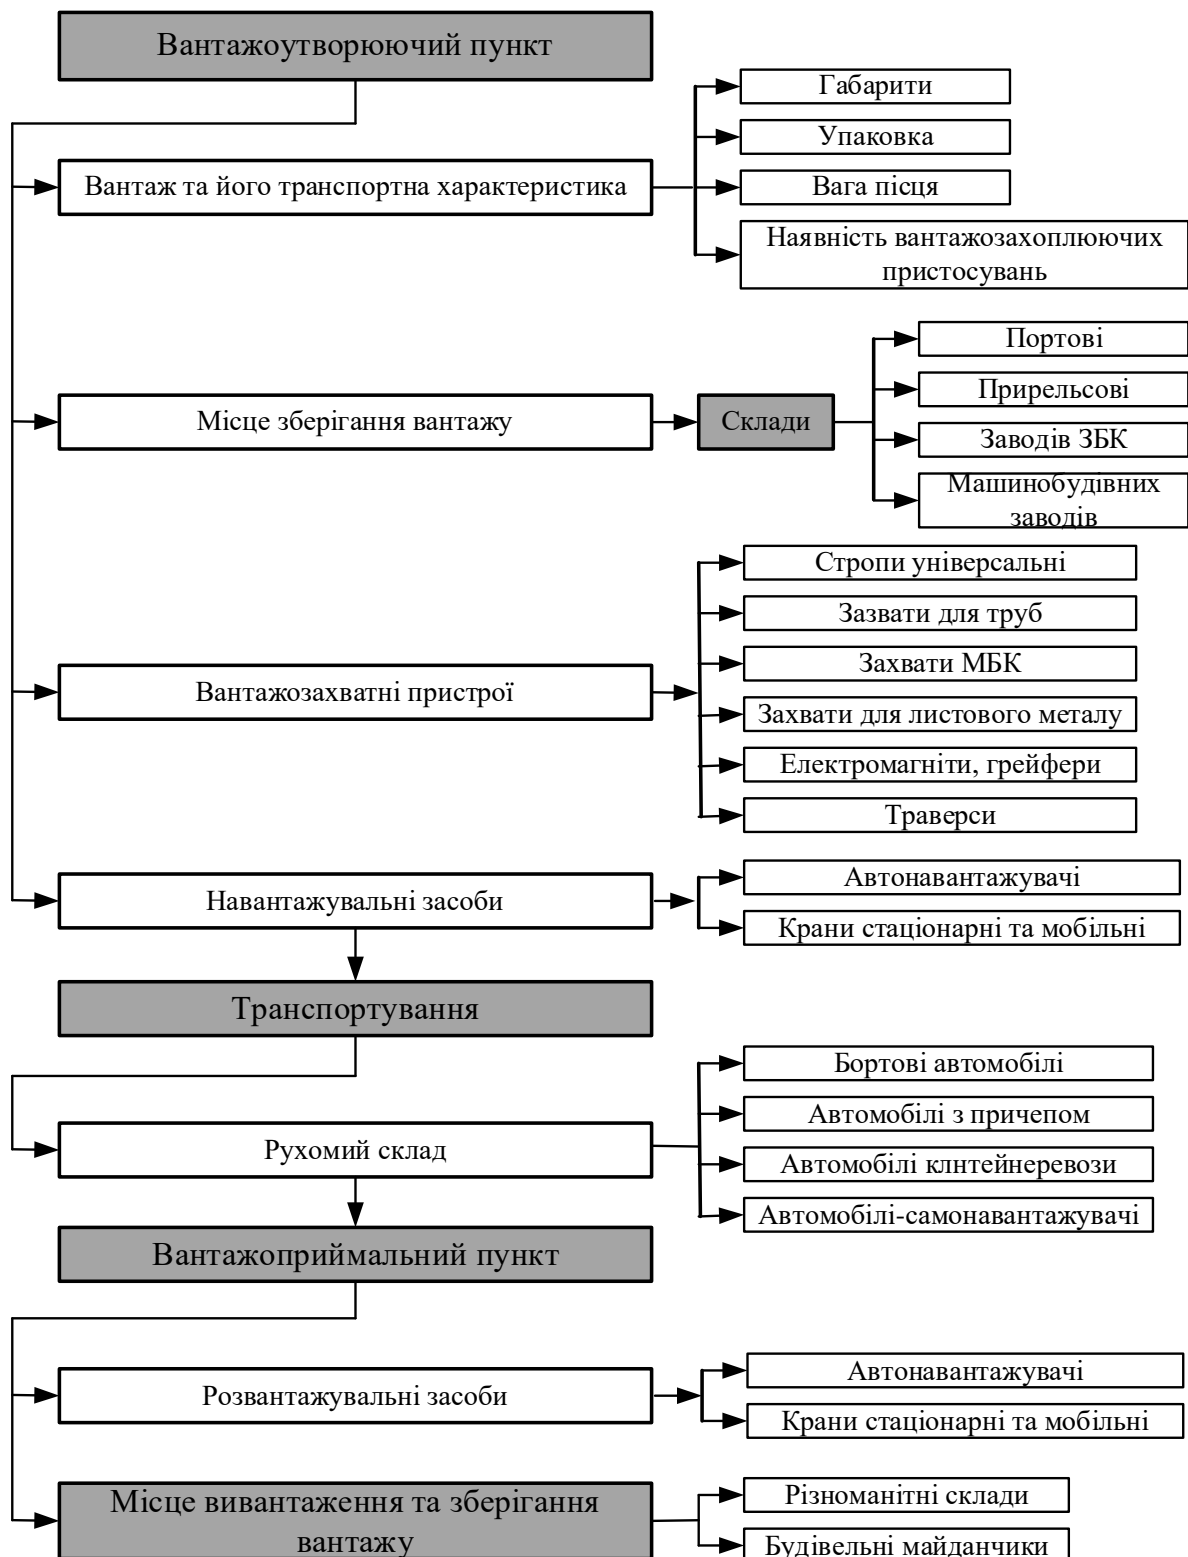 Вантажоутворюючий пункт
Вантаж та його транспортна характеристика
Габарити
Упаковка
Вага пісця
Наявність вантажозахоплюючих
пристосувань
Місце зберігання вантажу
Склади
Портові
Прирельсові
Заводів ЗБК
Машинобудівних
заводів
Вантажозахватні пристрої
Стропи універсальні
Зазвати для труб
Захвати МБК
Захвати для листового металу
Електромагніти, грейфери
Траверси
Навантажувальні засоби
Автонавантажувачі
Крани стаціонарні та мобільні
Транспортування
Рухомий склад
Бортові автомобілі
Автомобілі з причепом
Автомобілі клнтейнеревози
Автомобілі-самонавантажувачі
Вантажоприймальний пункт
Розвантажувальні засоби
Автонавантажувачі
Крани стаціонарні та мобільні
Місце вивантаження та зберігання
вантажу
Різноманітні склади
Будівельні майданчики